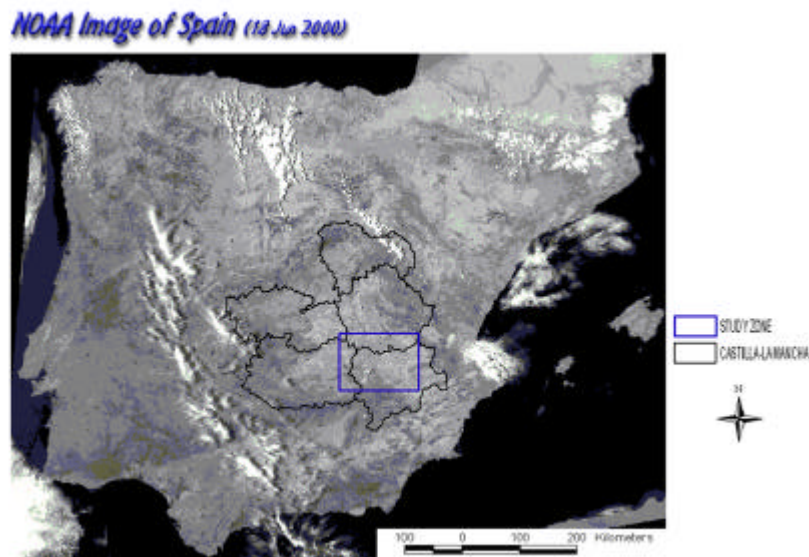 NOAA Image of Spain (18 Jun 2000)
STUDY ZONE
CASTILLA-LA MANCHA
N
100 0 100 200 Kilometers